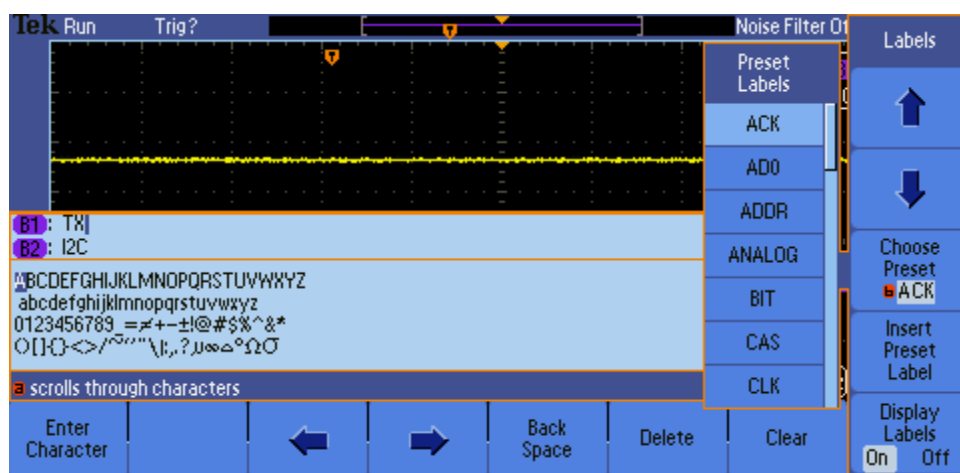 Tek Run Trig? Noise Filter Of
Labels
Preset
Labels
ACK
AD0
ADDR
ANALOG
BIT
CAS
CLK
B1 : TX
B2 : I2C
ABCDEFGHIJKLMNOPQRSTUVWXYZ
abcdefghijklmnopqrstuvwxyz
0123456789_=≠+-±!@#$%^&*
a scrolls through characters
Choose
Preset
b ACK
Insert
Preset
Label
Display
Labels
On Off
Enter
Character
Back
Space
Delete
Clear